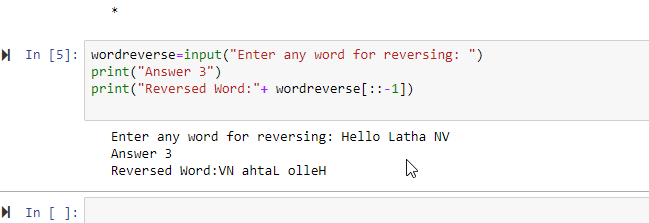 *
In [5]: wordreverse=input("Enter any word for reversing: ")
print("Answer 3")
print("Reversed Word:"+ wordreverse[::-1])
Enter any word for reversing: Hello Latha NV
Answer 3
Reversed Word:VN ahtaL olleH
In [ ]: